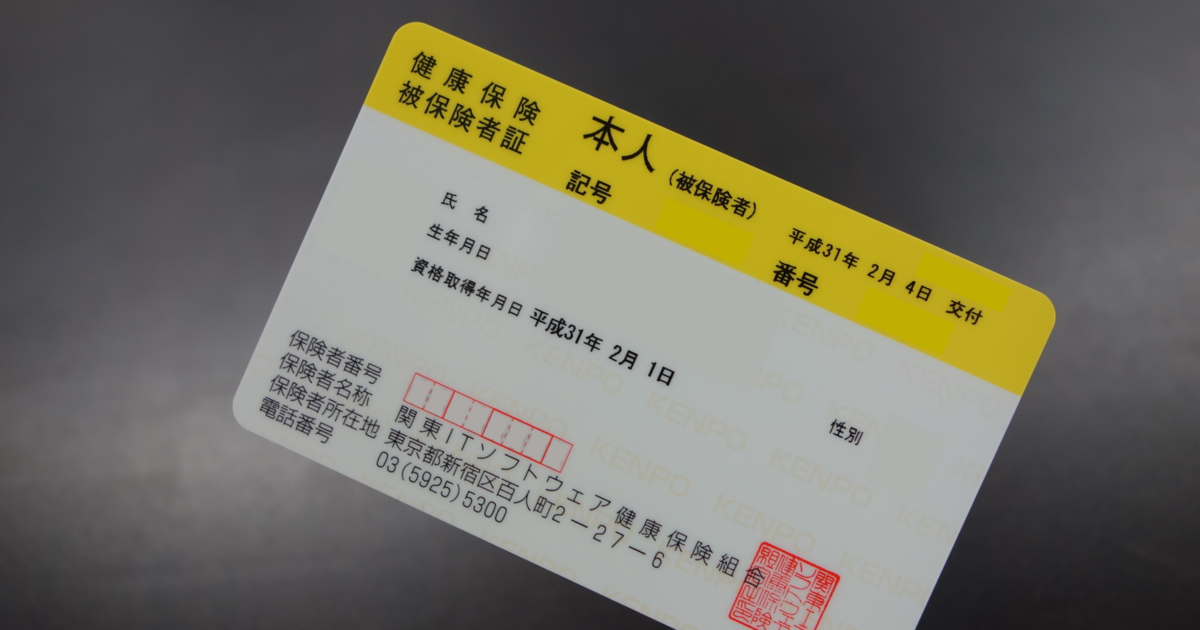 健康保険
被保険者証
本人 (被保険者)
平成31年 2月 4日 交付
記号
番号
氏 名
生年月日
性別
資格取得年月日 平成31年 2月 1日
保険者番号
保険者名称 関東ITソフトウェア健康保険組合
保険者所在地 東京都新宿区百人町2－27－6
電話番号 03(5925)5300
KENPO